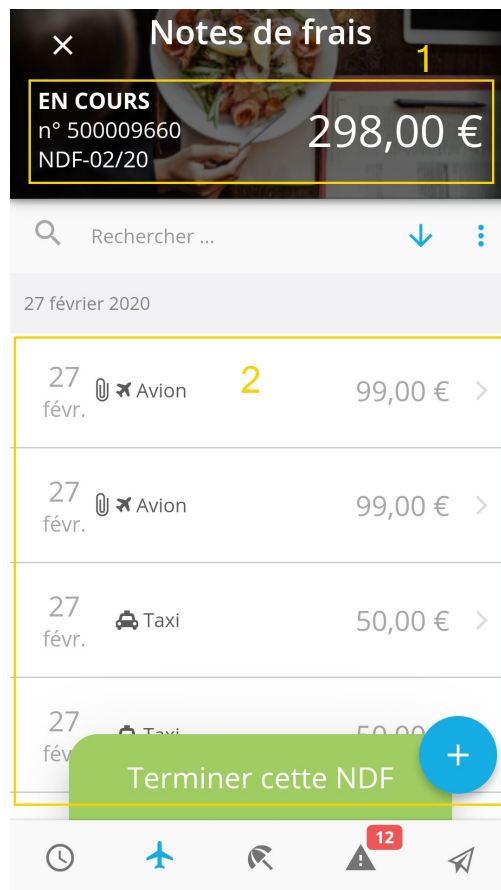 Notes de frais
1
EN COURS
n° 500009660
298,00 €
NDF-02/20
Rechercher ...
27 février 2020
2
27
févr.
Avion
99,00 €
27
févr.
Avion
99,00 €
27
févr.
Taxi
50,00 €
27
Terminer cette NDF
+
12